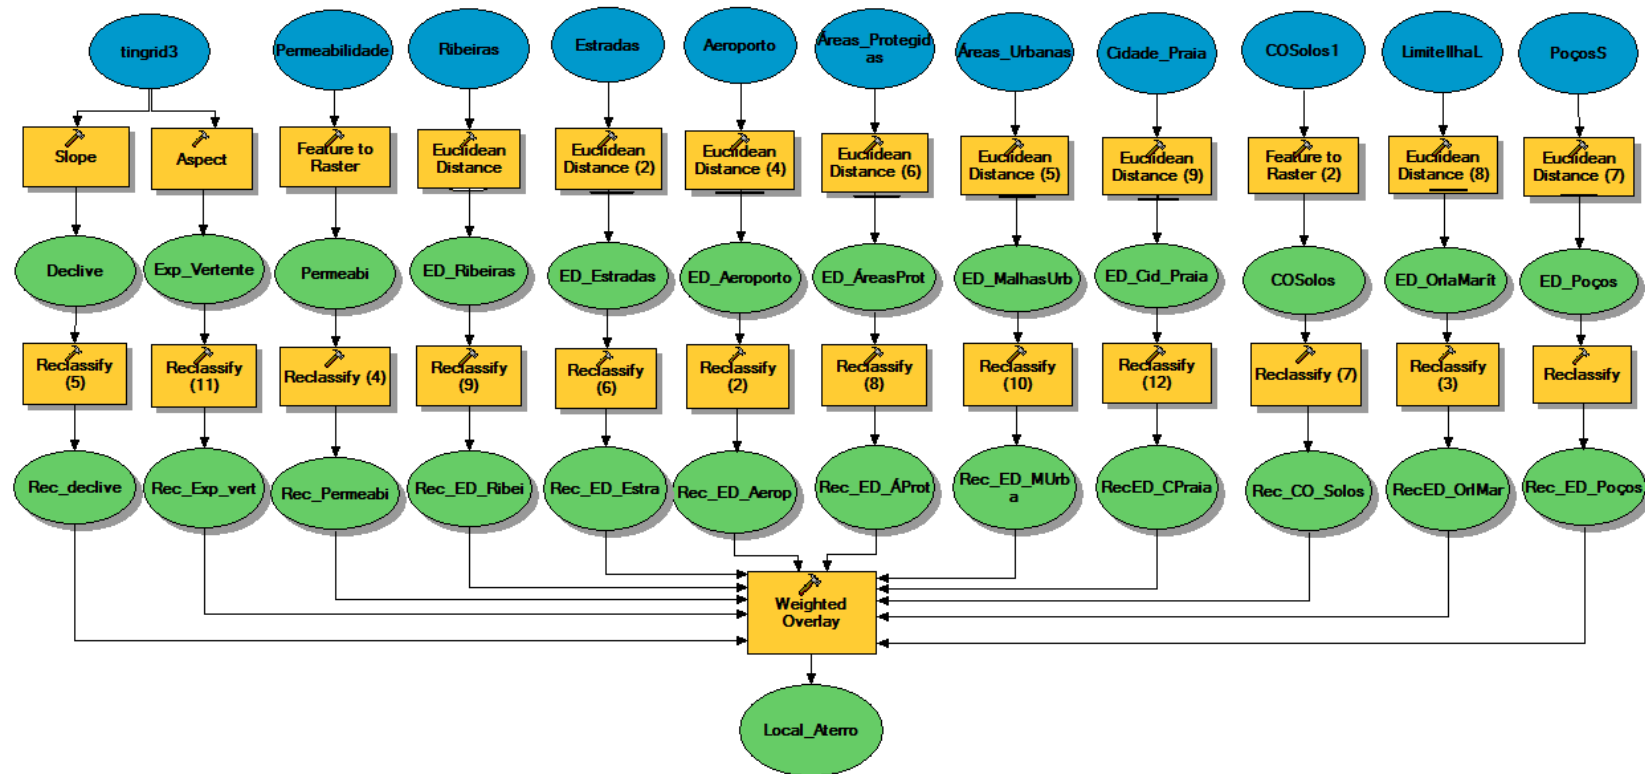 tingrid3
Permeabilidade
Ribeiras
Estradas
Aeroporto
Áreas_Protegid
as
Áreas_Urbanas
Cidade_Praia
COSolos1
LimiteIlhaL
PoçosS
Slope
Aspect
Feature to
Raster
Euclidean
Distance
Euclidean
Distance (2)
Euclidean
Distance (4)
Euclidean
Distance (6)
Euclidean
Distance (5)
Euclidean
Distance (9)
Feature to
Raster (2)
Euclidean
Distance (8)
Euclidean
Distance (7)
Declive
Exp_Vertente
Permeabi
ED_Ribeiras
ED_Estradas
ED_Aeroporto
ED_ÁreasProt
ED_MalhasUrb
ED_Cid_Praia
COSolos
ED_OrlaMarít
ED_Poços
Reclassify
(5)
Reclassify
(11)
Reclassify (4)
Reclassify
(9)
Reclassify
(6)
Reclassify
(2)
Reclassify
(8)
Reclassify
(10)
Reclassify
(12)
Reclassify (7)
Reclassify
(3)
Reclassify
Rec_declive
Rec_Exp_vert
Rec_Permeabi
Rec_ED_Ribei
Rec_ED_Estra
Rec_ED_Aerop
Rec_ED_ÁProt
Rec_ED_MUrb
a
RecED_CPraia
Rec_CO_Solos
RecED_OrlMar
Rec_ED_Poços
Weighted
Overlay
Local_Aterro